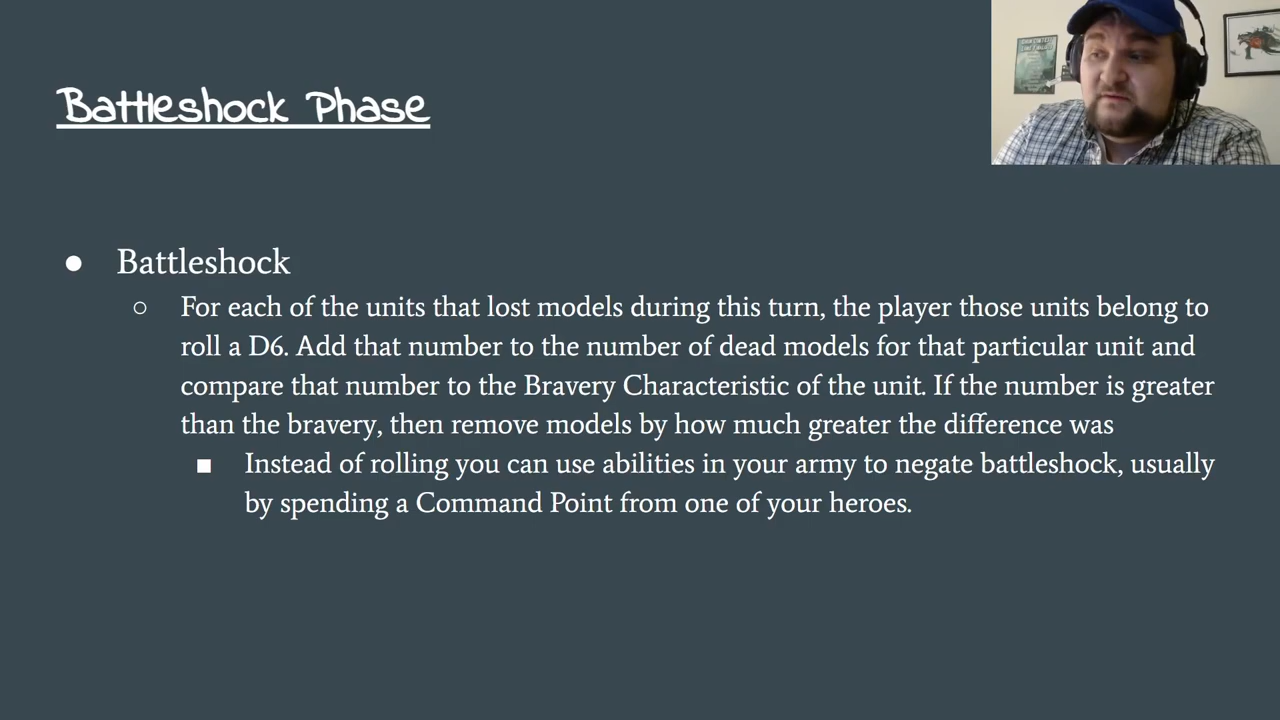 Battleshock Phase
● Battleshock
○ For each of the units that lost models during this turn, the player those units belong to
roll a D6. Add that number to the number of dead models for that particular unit and
compare that number to the Bravery Characteristic of the unit. If the number is greater
than the bravery, then remove models by how much greater the difference was
■ Instead of rolling you can use abilities in your army to negate battleshock, usually
by spending a Command Point from one of your heroes.